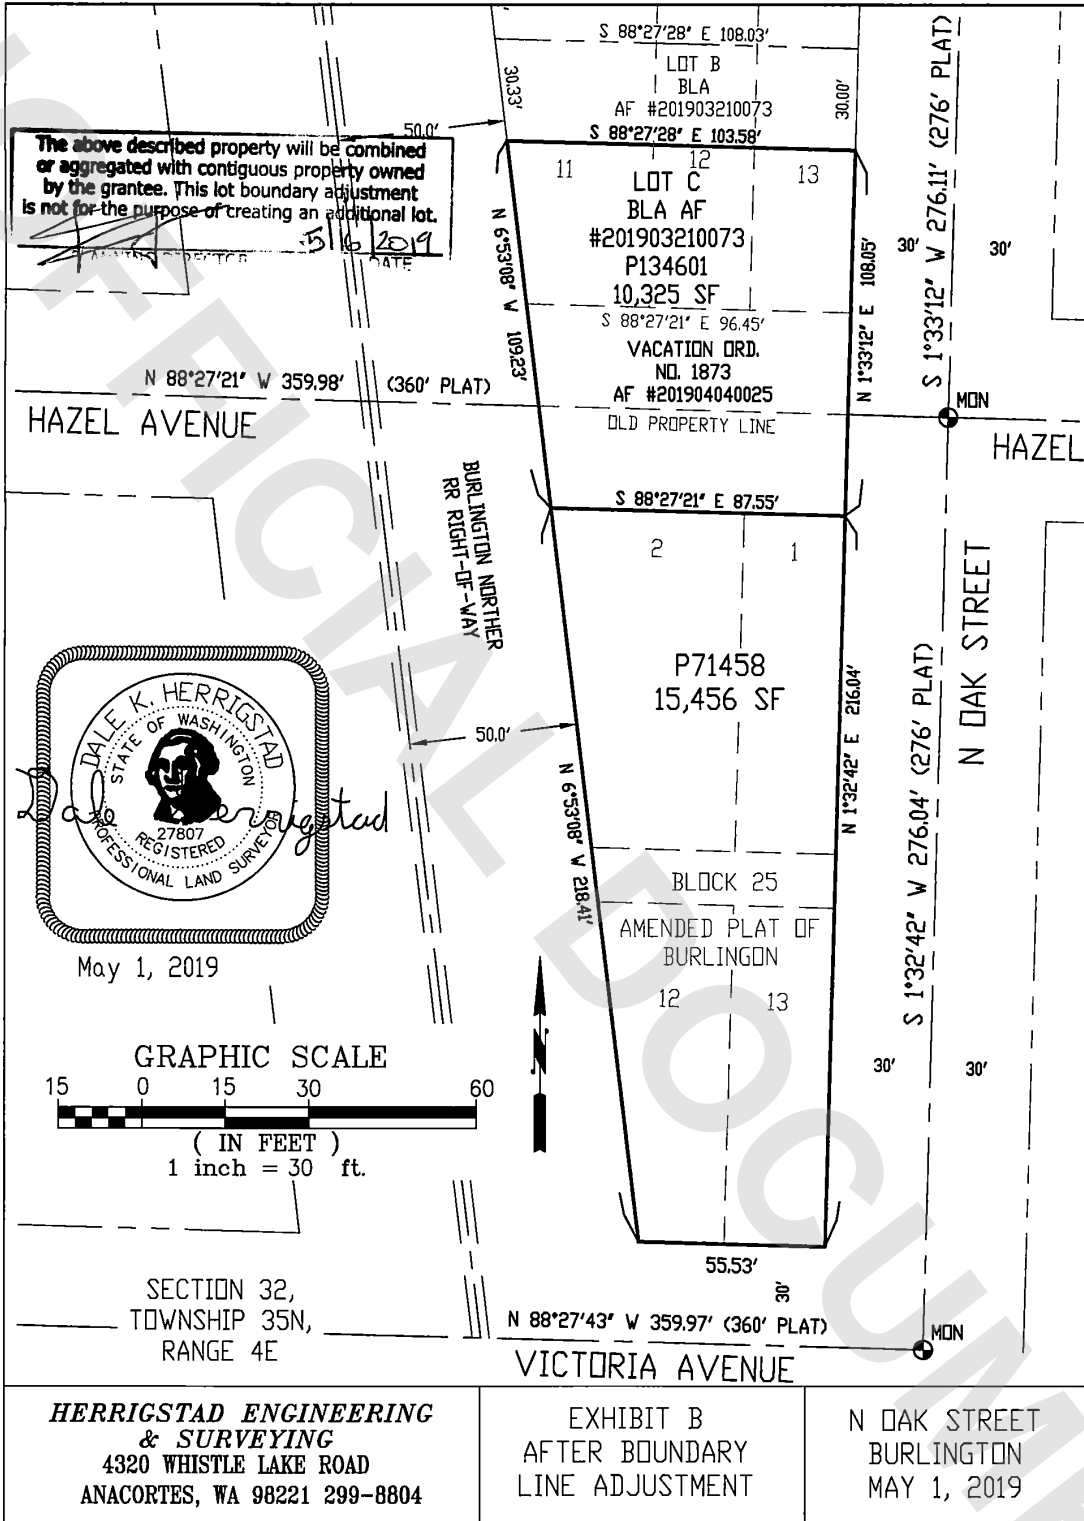 S 88°27'28" E 108.03'
LOT B
BLA
AF #201903210073
30.33'
30.00'
S 88°27'28" E 103.58'
50.0'
The above described property will be combined
or aggregated with contiguous property owned
by the grantee. This lot boundary adjustment
is not for the purpose of creating an additional lot.
5 6 2019
PLANNING DIRECTOR DATE
11 12 13
LOT C
BLA AF
#201903210073
P134601
10,325 SF
S 88°27'21" E 96.45'
VACATION ORD.
NO. 1873
AF #201904040025
OLD PROPERTY LINE
N 6°53'08" W 109.23'
N 1°33'12" E 108.05'
30' 30'
S 1°33'12" W 276.11' (276' PLAT)
N 88°27'21" W 359.98' (360' PLAT)
HAZEL AVENUE
MON
HAZEL
S 88°27'21" E 87.55'
BURLINGTON NORTHER
RR RIGHT-OF-WAY
2 1
P71458
15,456 SF
50.0'
N 6°53'08" W 218.41'
N 1°32'42" E 216.04'
N OAK STREET
S 1°32'42" W 276.04' (276' PLAT)
BLOCK 25
AMENDED PLAT OF
BURLINGON
12 13
30' 30'
DALE K. HERRIGSTAD
STATE OF WASHINGTON
27807
REGISTERED
PROFESSIONAL LAND SURVEYOR
Dale Herrigstad
May 1, 2019
N
GRAPHIC SCALE
15 0 15 30 60
( IN FEET )
1 inch = 30 ft.
55.53'
30'
SECTION 32,
TOWNSHIP 35N,
RANGE 4E
N 88°27'43" W 359.97' (360' PLAT)
MON
VICTORIA AVENUE
HERRIGSTAD ENGINEERING
& SURVEYING
4320 WHISTLE LAKE ROAD
ANACORTES, WA 98221 299-8804
EXHIBIT B
AFTER BOUNDARY
LINE ADJUSTMENT
N OAK STREET
BURLINGTON
MAY 1, 2019
OFFICIAL DOCUM